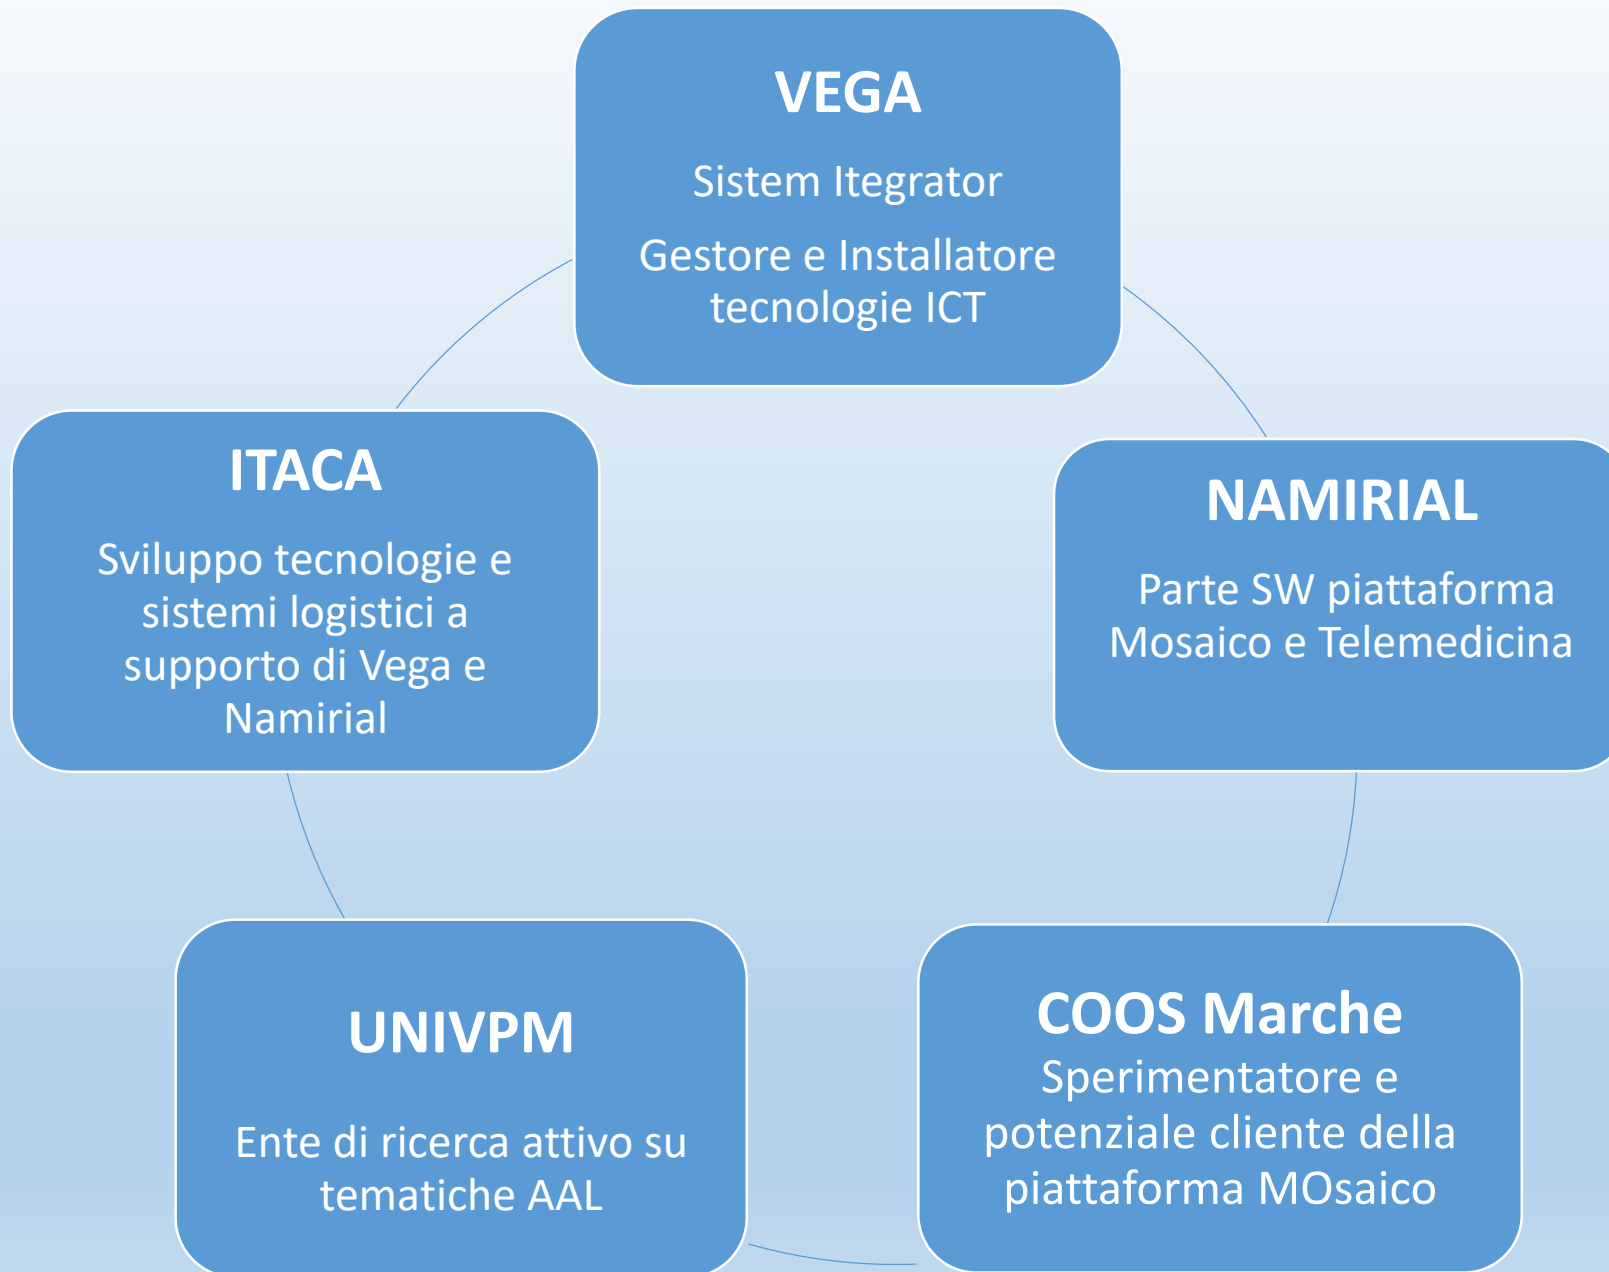 VEGA
Sistem Itegrator
Gestore e Installatore
tecnologie ICT
ITACA
Sviluppo tecnologie e
sistemi logistici a
supporto di Vega e
Namirial
NAMIRIAL
Parte SW piattaforma
Mosaico e Telemedicina
UNIVPM
Ente di ricerca attivo su
tematiche AAL
COOS Marche
Sperimentatore e
potenziale cliente della
piattaforma MOsaico